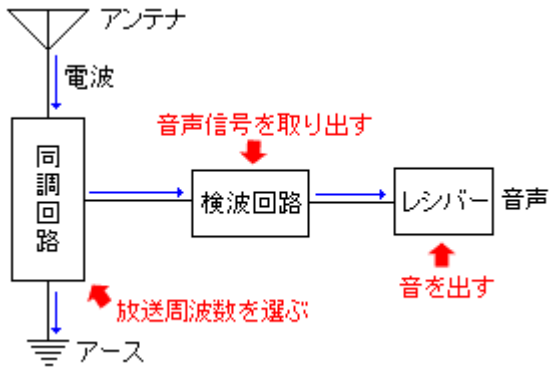 アンテナ
電波
音声信号を取り出す
同調回路
検波回路
レシバー
音声
音を出す
放送周波数を選ぶ
アース